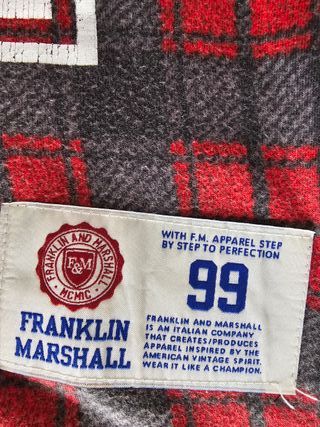 FRANKLIN AND MARSHALL
F&M
MCMIC
FRANKLIN
MARSHALL
WITH F.M. APPAREL STEP
BY STEP TO PERFECTION
99
FRANKLIN AND MARSHALL
IS AN ITALIAN COMPANY
THAT CREATES/PRODUCES
APPAREL INSPIRED BY THE
AMERICAN VINTAGE SPIRIT.
WEAR IT LIKE A CHAMPION.